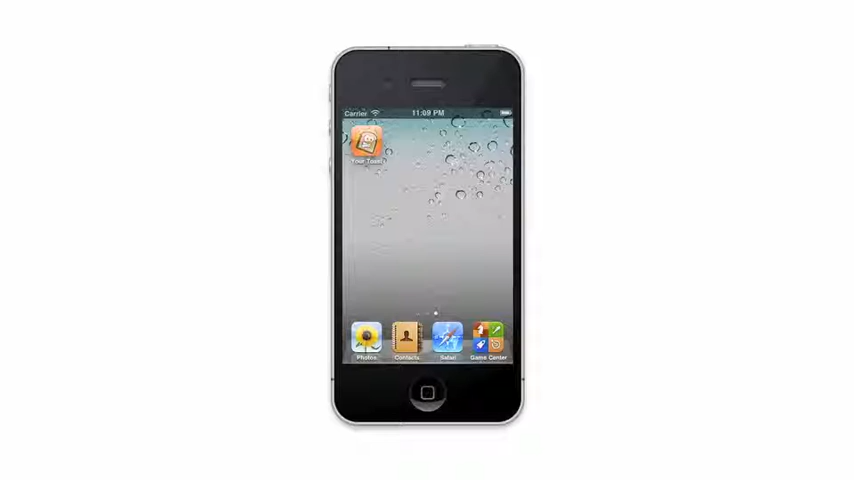 Carrier
11:09 PM
Your Toast
Photos
Contacts
Safari
Game Center